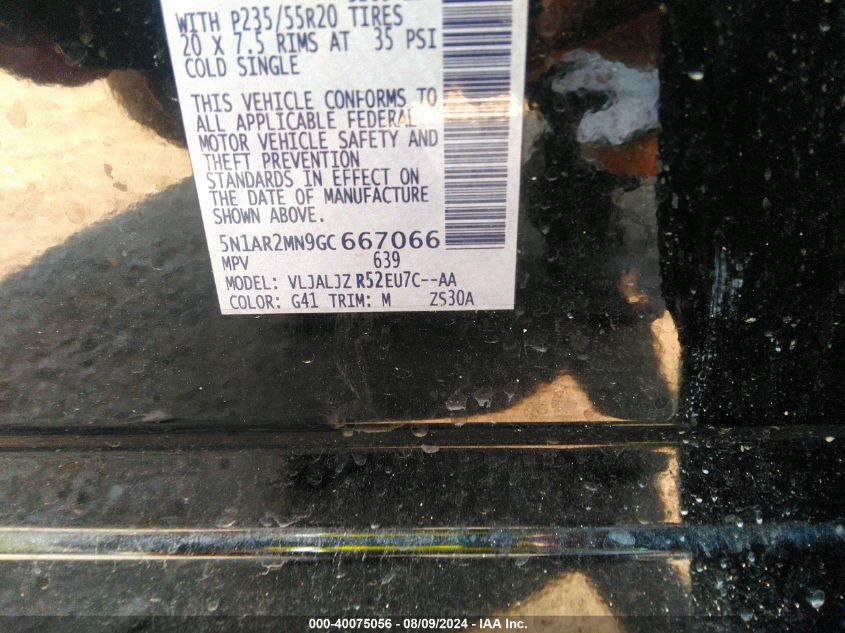 WITH P235/55R20 TIRES
20 X 7.5 RIMS AT 35 PSI
COLD SINGLE
THIS VEHICLE CONFORMS TO
ALL APPLICABLE FEDERAL
MOTOR VEHICLE SAFETY AND
THEFT PREVENTION
STANDARDS IN EFFECT ON
THE DATE OF MANUFACTURE
SHOWN ABOVE.
5N1AR2MN9GC 667066
MPV 639
MODEL: VLJALJZ R52EU7C--AA
COLOR: G41 TRIM: M ZS30A
000-40075056 - 08/09/2024 - IAA Inc.